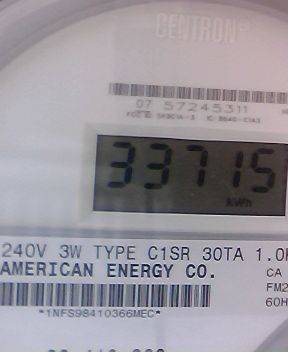 CENTRON®
07 57245311
33715
kWh
240V 3W TYPE C1SR 30TA 1.0
AMERICAN ENERGY CO.
CA
FM2
60H
*1NFS98410366MEC*